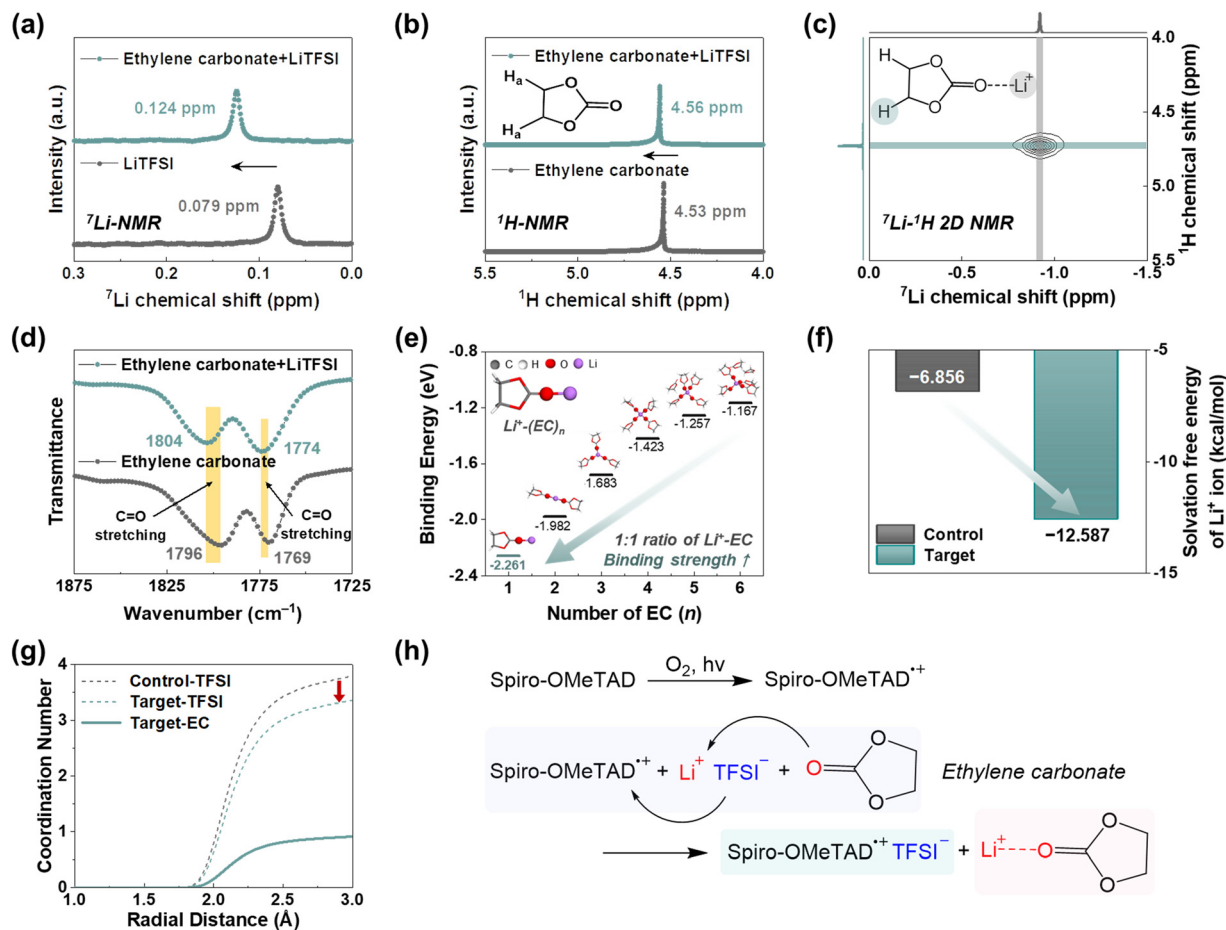 (a)
Ethylene carbonate+LiTFSI
0.124 ppm
LiTFSI
0.079 ppm
⁷Li-NMR
Intensity (a.u.)
0.3 0.2 0.1 0.0
⁷Li chemical shift (ppm)
(b)
Ethylene carbonate+LiTFSI
Hₐ
O
O
O
Hₐ
4.56 ppm
Ethylene carbonate
4.53 ppm
¹H-NMR
Intensity (a.u.)
5.5 5.0 4.5 4.0
¹H chemical shift (ppm)
(c)
H
O
O
O
Li⁺
H
⁷Li-¹H 2D NMR
4.0
4.5
5.0
5.5
¹H chemical shift (ppm)
0.0 -0.5 -1.0 -1.5
⁷Li chemical shift (ppm)
(d)
Ethylene carbonate+LiTFSI
1804
1774
Ethylene carbonate
C=O
stretching
C=O
stretching
1796
1769
Transmittance
1875 1825 1775 1725
Wavenumber (cm⁻¹)
(e)
C H O Li
Li⁺-(EC)ₙ
-1.167
-1.257
-1.423
1.683
-1.982
-2.261
1:1 ratio of Li⁺-EC
Binding strength ↑
Binding Energy (eV)
-0.8
-1.2
-1.6
-2.0
-2.4
1 2 3 4 5 6
Number of EC (n)
(f)
−6.856
−12.587
Control
Target
-5
-10
-15
Solvation free energy
of Li⁺ ion (kcal/mol)
(g)
Control-TFSI
Target-TFSI
Target-EC
Coordination Number
4
3
2
1
0
1.0 1.5 2.0 2.5 3.0
Radial Distance (Å)
(h)
Spiro-OMeTAD O₂, hv Spiro-OMeTAD•⁺
Spiro-OMeTAD•⁺ + Li⁺ TFSI⁻ + O
O
O
Ethylene carbonate
Spiro-OMeTAD•⁺ TFSI⁻ + Li⁺ O
O
O